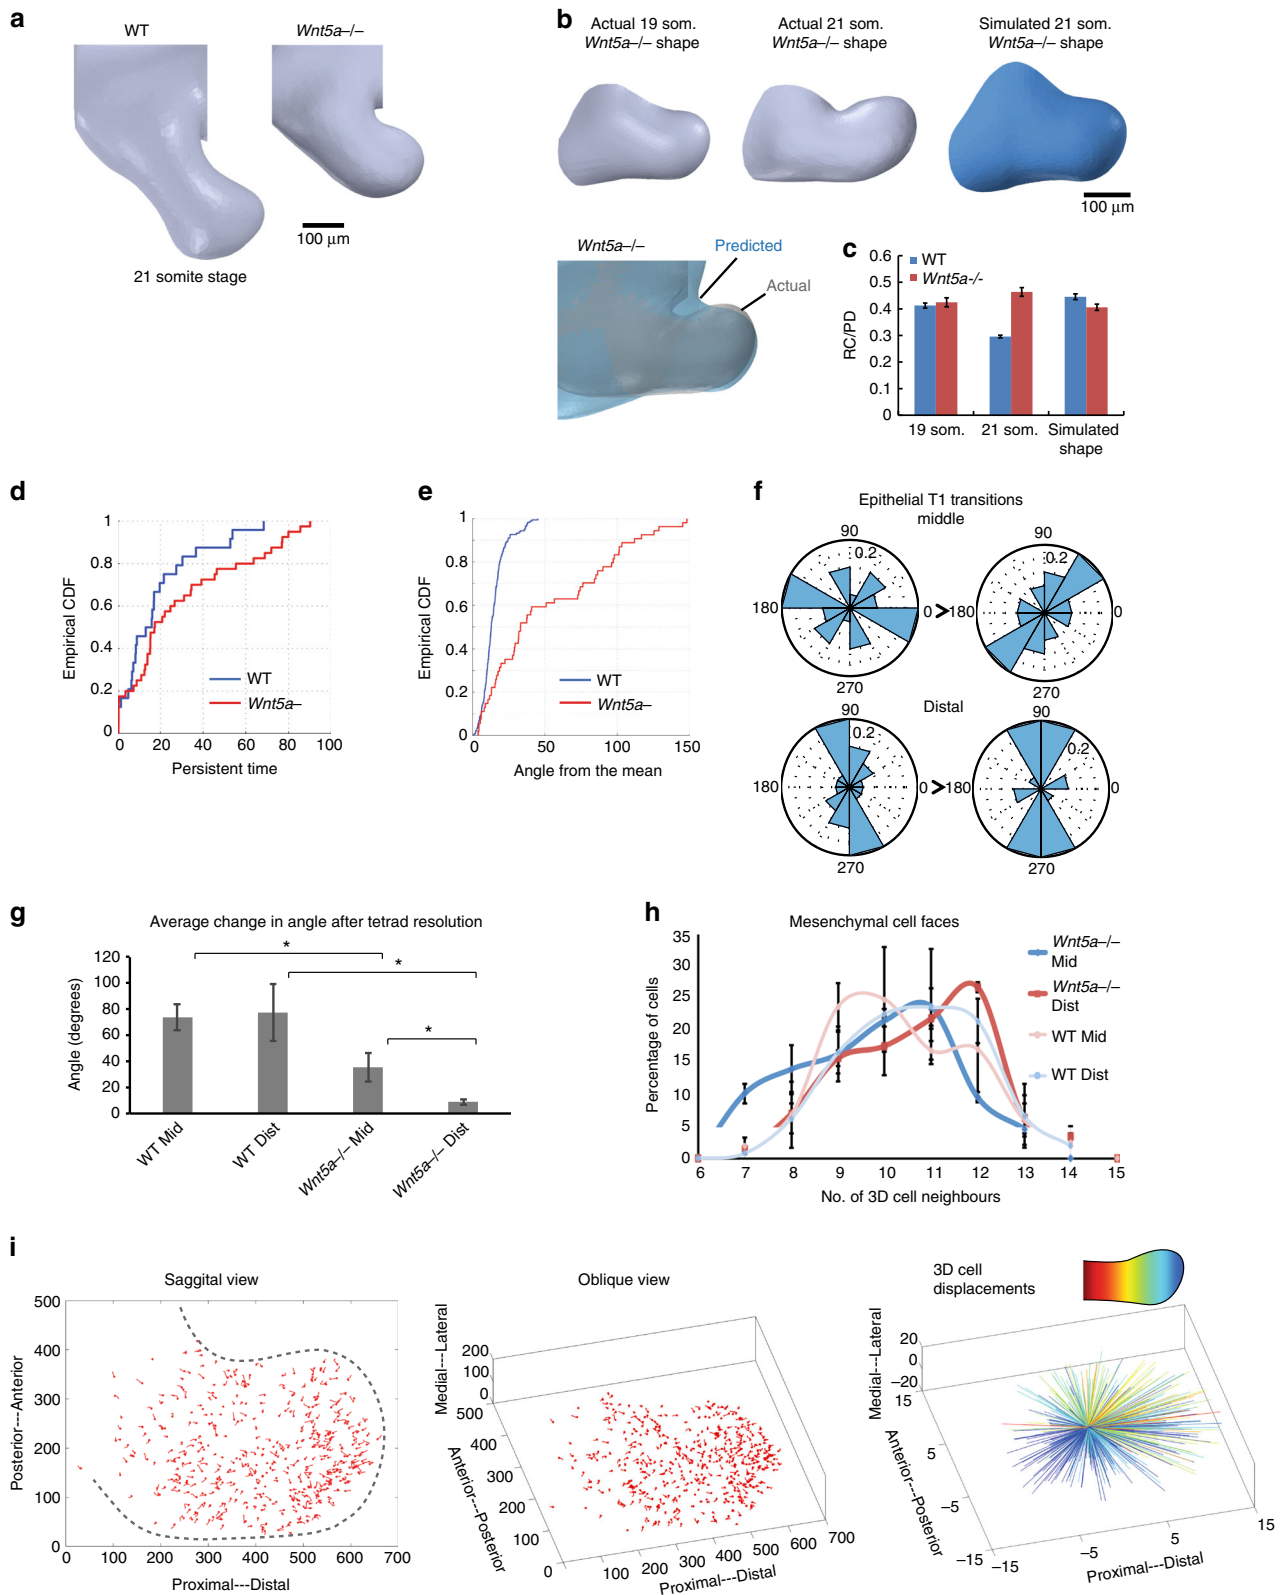 a
WT
Wnt5a–/–
100 μm
21 somite stage
b
Actual 19 som.
Wnt5a–/– shape
Actual 21 som.
Wnt5a–/– shape
Simulated 21 som.
Wnt5a–/– shape
100 μm
Wnt5a–/–
Predicted
Actual
c
WT
Wnt5a-/-
RC/PD
0.6
0.5
0.4
0.3
0.2
0.1
0
19 som.
21 som.
Simulated
shape
d
Empirical CDF
1
0.8
0.6
0.4
0.2
0
WT
Wnt5a–
0 20 40 60 80 100
Persistent time
e
Empirical CDF
1
0.8
0.6
0.4
0.2
0
WT
Wnt5a–
0 50 100 150
Angle from the mean
f
Epithelial T1 transitions
middle
90
0.2
180
0
270
>
90
0.2
180
0
270
Distal
90
0.2
180
0
270
>
90
0.2
180
0
270
g
Average change in angle after tetrad resolution
Angle (degrees)
120
100
80
60
40
20
0
*
*
*
WT Mid
WT Dist
Wnt5a–/– Mid
Wnt5a–/– Dist
h
Mesenchymal cell faces
Percentage of cells
35
30
25
20
15
10
5
0
6 7 8 9 10 11 12 13 14 15
No. of 3D cell neighbours
Wnt5a–/–
Mid
Wnt5a–/–
Dist
WT Mid
WT Dist
i
Saggital view
Posterior---Anterior
500
400
300
200
100
0
0 100 200 300 400 500 600 700
Proximal---Distal
Oblique view
Medial---Lateral
200
100
0
500
400
300
200
100
0
Anterior---Posterior
0 100 200 300 400 500 600 700
Proximal---Distal
3D cell
displacements
Medial---Lateral
20
0
–20
15
5
–5
–15
Anterior---Posterior
–15
–5
5
15
Proximal---Distal